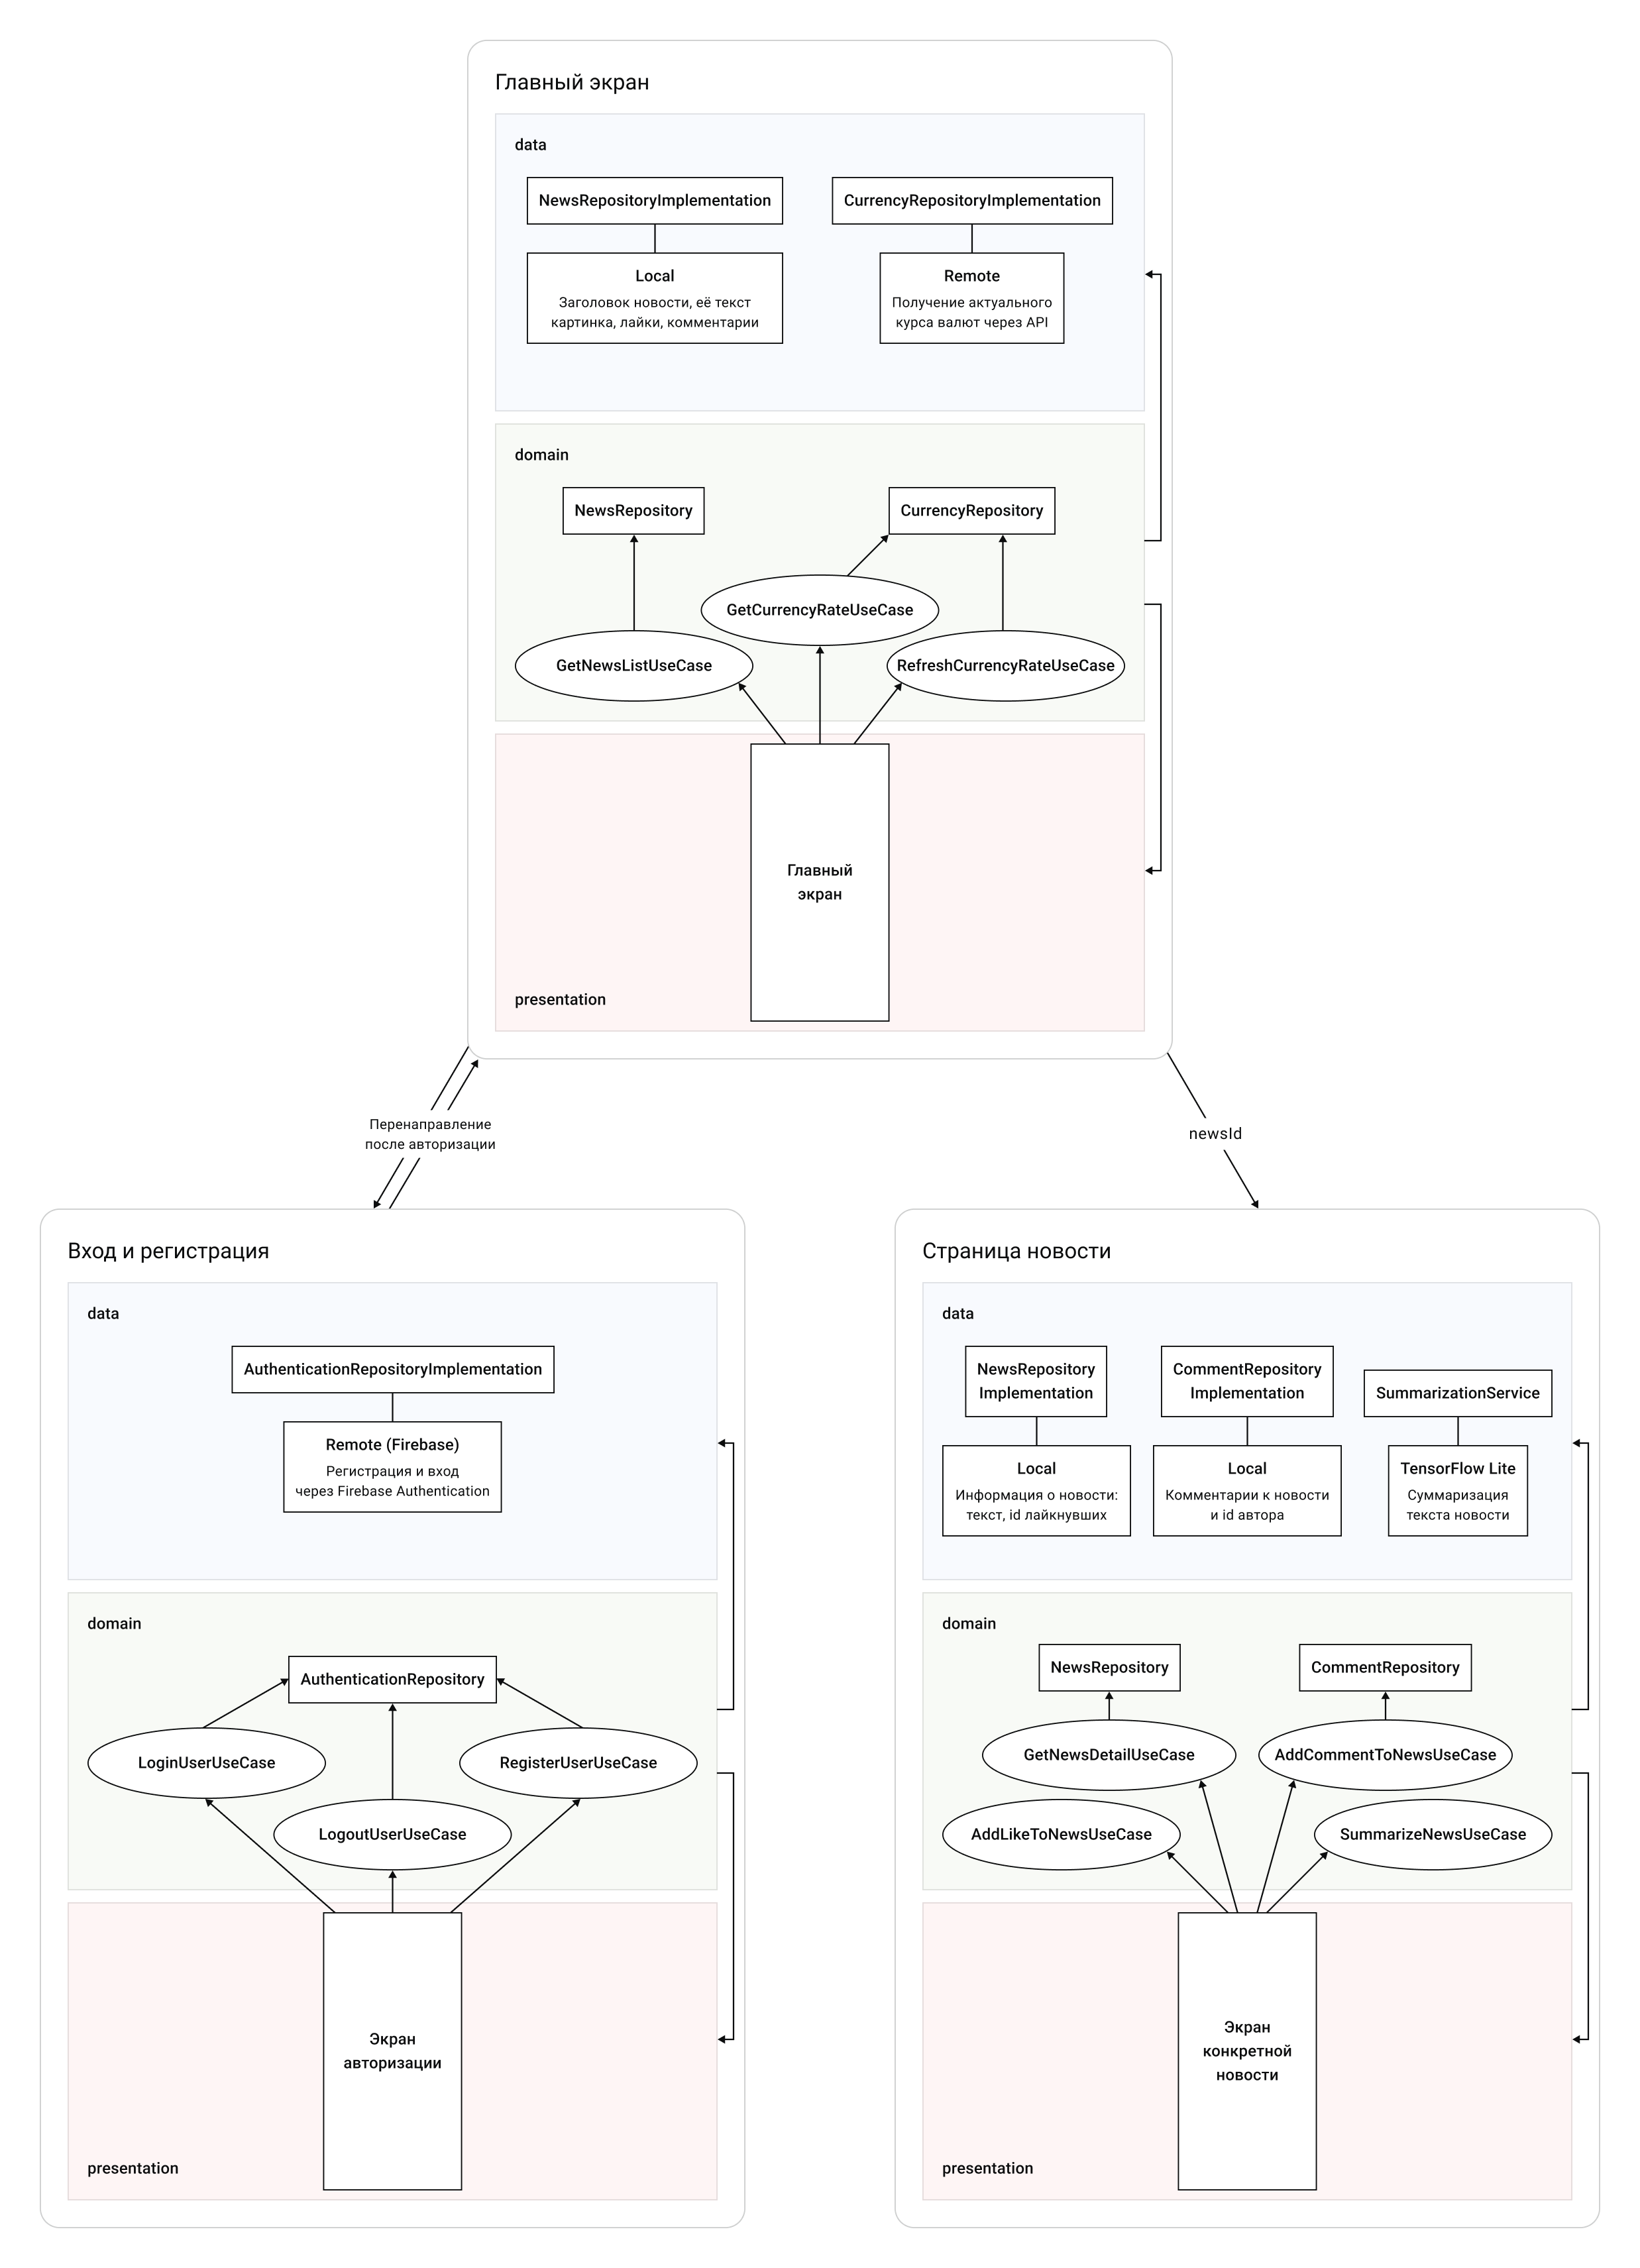 Главный экран
data
NewsRepositoryImplementation
CurrencyRepositoryImplementation
Local
Заголовок новости, её текст
картинка, лайки, комментарии
Remote
Получение актуального
курса валют через API
domain
NewsRepository
CurrencyRepository
GetCurrencyRateUseCase
GetNewsListUseCase
RefreshCurrencyRateUseCase
Главный
экран
presentation
Перенаправление
после авторизации
newsId
Вход и регистрация
data
AuthenticationRepositoryImplementation
Remote (Firebase)
Регистрация и вход
через Firebase Authentication
domain
AuthenticationRepository
LoginUserUseCase
RegisterUserUseCase
LogoutUserUseCase
Экран
авторизации
presentation
Страница новости
data
NewsRepository
Implementation
CommentRepository
Implementation
SummarizationService
Local
Информация о новости:
текст, id лайкнувших
Local
Комментарии к новости
и id автора
TensorFlow Lite
Суммаризация
текста новости
domain
NewsRepository
CommentRepository
GetNewsDetailUseCase
AddCommentToNewsUseCase
AddLikeToNewsUseCase
SummarizeNewsUseCase
Экран
конкретной
новости
presentation